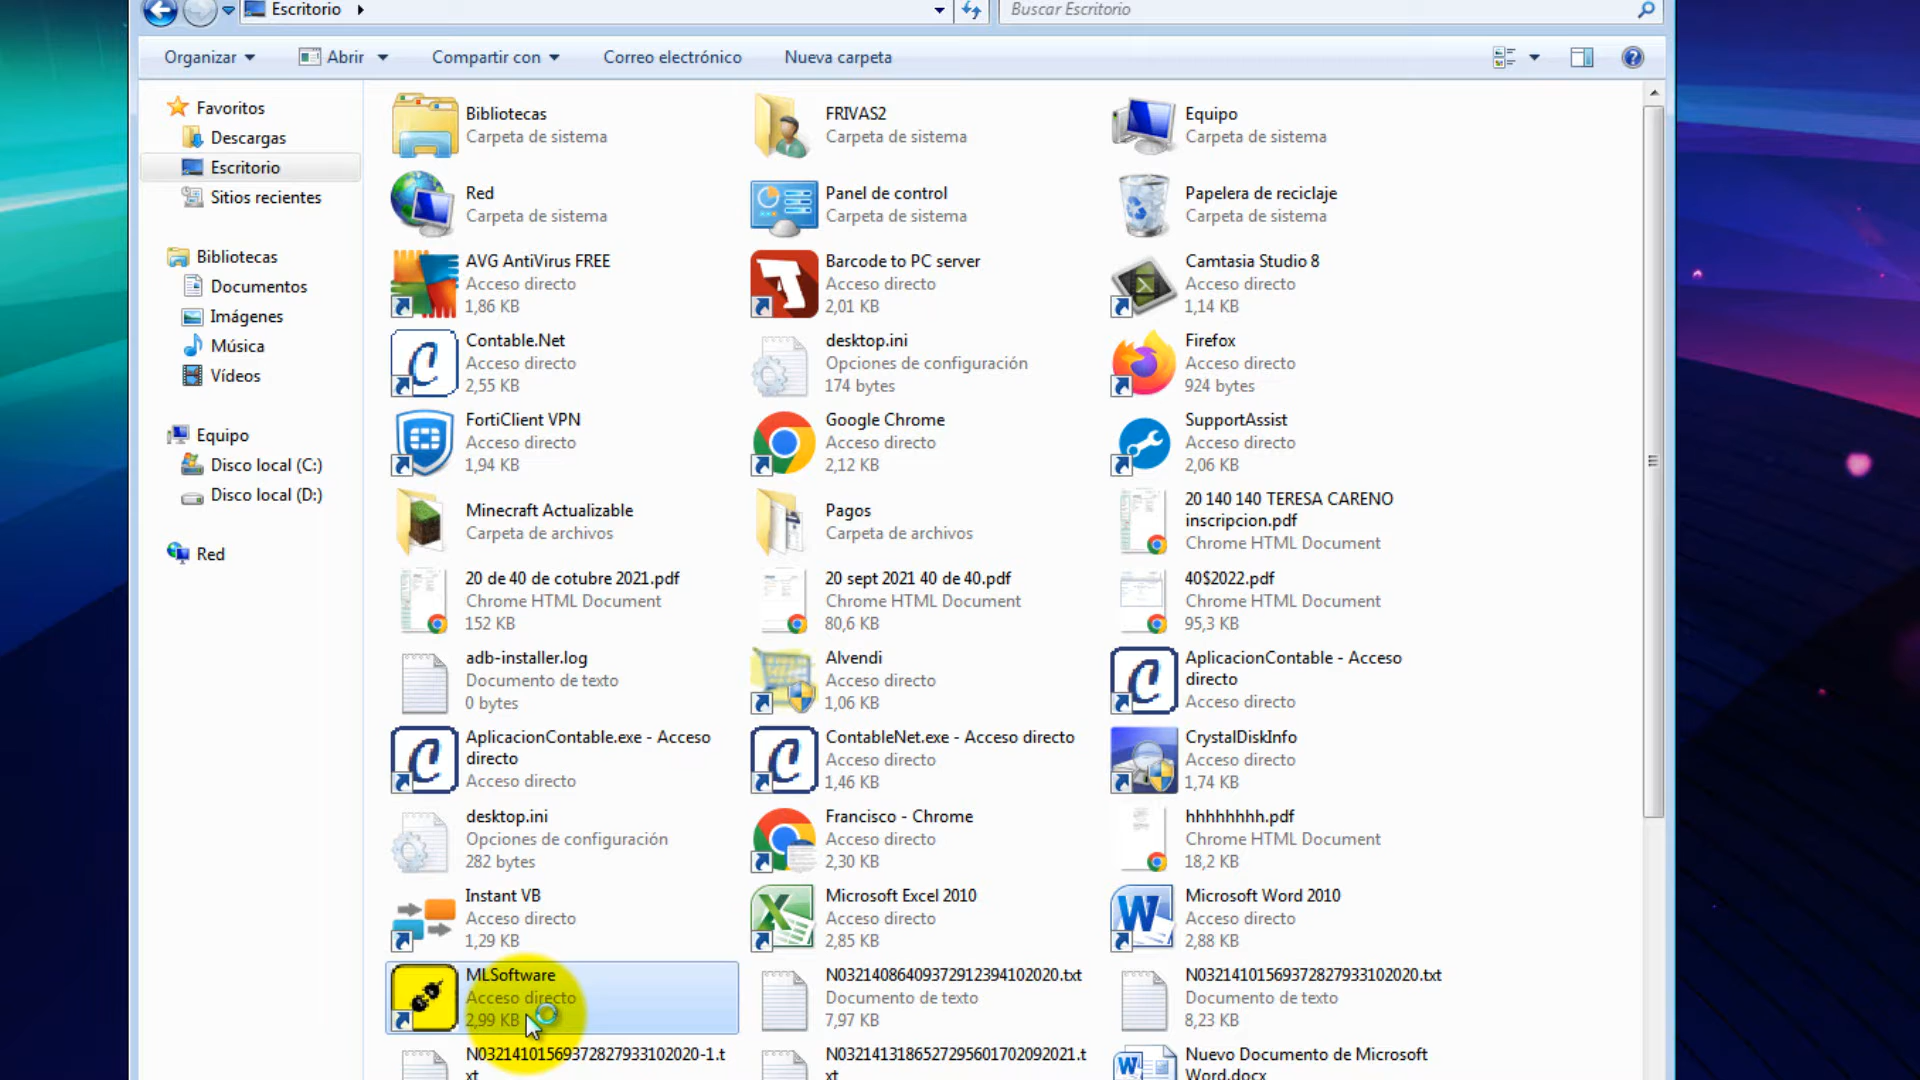 Escritorio
Buscar Escritorio
Organizar
Abrir
Compartir con
Correo electrónico
Nueva carpeta
Favoritos
Descargas
Escritorio
Sitios recientes
Bibliotecas
Documentos
Imágenes
Música
Vídeos
Equipo
Disco local (C:)
Disco local (D:)
Red
Bibliotecas
Carpeta de sistema
FRIVAS2
Carpeta de sistema
Equipo
Carpeta de sistema
Red
Carpeta de sistema
Panel de control
Carpeta de sistema
Papelera de reciclaje
Carpeta de sistema
AVG AntiVirus FREE
Acceso directo
1,86 KB
Barcode to PC server
Acceso directo
2,01 KB
Camtasia Studio 8
Acceso directo
1,14 KB
Contable.Net
Acceso directo
2,55 KB
desktop.ini
Opciones de configuración
174 bytes
Firefox
Acceso directo
924 bytes
FortiClient VPN
Acceso directo
1,94 KB
Google Chrome
Acceso directo
2,12 KB
SupportAssist
Acceso directo
2,06 KB
Minecraft Actualizable
Carpeta de archivos
Pagos
Carpeta de archivos
20 140 140 TERESA CARENO
inscripcion.pdf
Chrome HTML Document
20 de 40 de cotubre 2021.pdf
Chrome HTML Document
152 KB
20 sept 2021 40 de 40.pdf
Chrome HTML Document
80,6 KB
40$2022.pdf
Chrome HTML Document
95,3 KB
adb-installer.log
Documento de texto
0 bytes
Alvendi
Acceso directo
1,06 KB
AplicacionContable - Acceso
directo
Acceso directo
AplicacionContable.exe - Acceso
directo
Acceso directo
ContableNet.exe - Acceso directo
Acceso directo
1,46 KB
CrystalDiskInfo
Acceso directo
1,74 KB
desktop.ini
Opciones de configuración
282 bytes
Francisco - Chrome
Acceso directo
2,30 KB
hhhhhhhh.pdf
Chrome HTML Document
18,2 KB
Instant VB
Acceso directo
1,29 KB
Microsoft Excel 2010
Acceso directo
2,85 KB
Microsoft Word 2010
Acceso directo
2,88 KB
MLSoftware
Acceso directo
2,99 KB
N03214086409372912394102020.txt
Documento de texto
7,97 KB
N03214101569372827933102020.txt
Documento de texto
8,23 KB
N03214101569372827933102020-1.t
xt
N0321413186527295601702092021.t
xt
Nuevo Documento de Microsoft
Word.docx